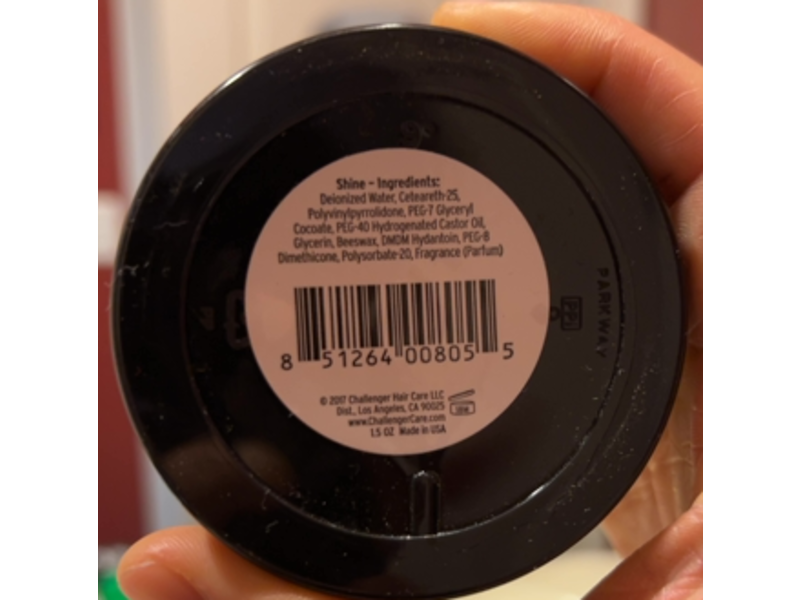 Shine – Ingredients:
Deionized Water, Ceteareth-25,
Polyvinylpyrrolidone, PEG-7 Glyceryl
Cocoate, PEG-40 Hydrogenated Castor Oil,
Glycerin, Beeswax, DMDM Hydantoin, PEG-8
Dimethicone, Polysorbate-20, Fragrance (Parfum)
8 51264 00805 5
© 2017 Challenger Hair Care LLC
Dist., Los Angeles, CA 90025
www.ChallengerCare.com
1.5 OZ Made in USA
PARKWAY